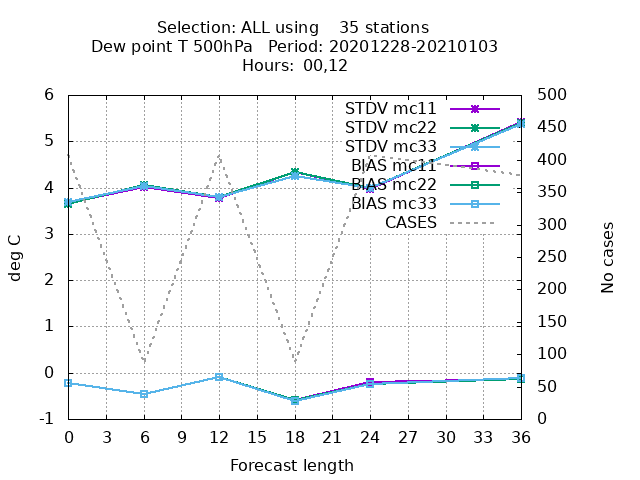 Selection: ALL using    35 stations
Dew point T 500hPa   Period: 20201228-20210103
Hours: 00,12
STDV mc11
STDV mc22
STDV mc33
BIAS mc11
BIAS mc22
BIAS mc33
CASES
6
5
4
3
2
1
0
-1
deg C
500
450
400
350
300
250
200
150
100
50
0
No cases
0 3 6 9 12 15 18 21 24 27 30 33 36
Forecast length